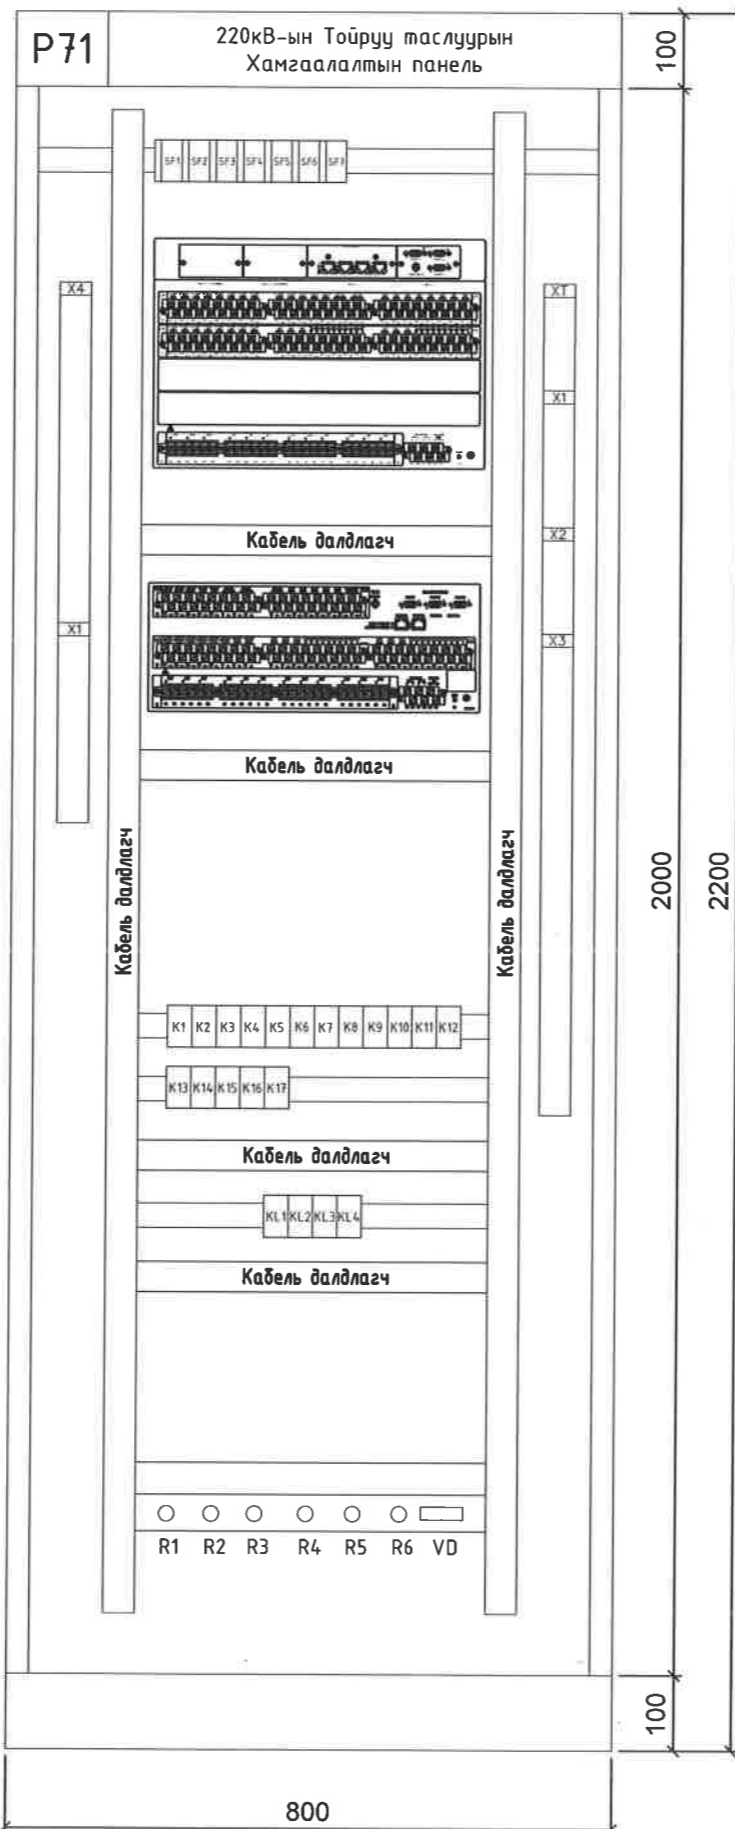 P71
220кВ-ын Тойруу таслуурын
Хамгаалалтын панель
100
SF1 SF2 SF3 SF4 SF5 SF6
X4
XT
X1
Кабель далдлагч
X2
X1
X3
Кабель далдлагч
Кабель далдлагч
Кабель далдлагч
2000
2200
K1 K2 K3 K4 K5 K6 K7 K8 K9 K10 K11 K12
K13 K14 K15 K16 K17
Кабель далдлагч
KL1 KL2 KL3 KL4
Кабель далдлагч
R1 R2 R3 R4 R5 R6 VD
100
800